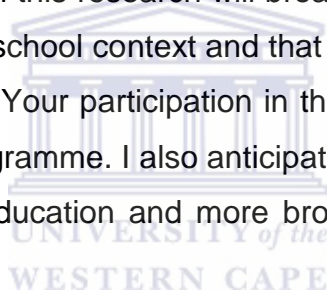 this research will broa
school context and that
Your participation in th
gramme. I also anticipat
ducation and more bro
UNIVERSITY of the
WESTERN CAPE